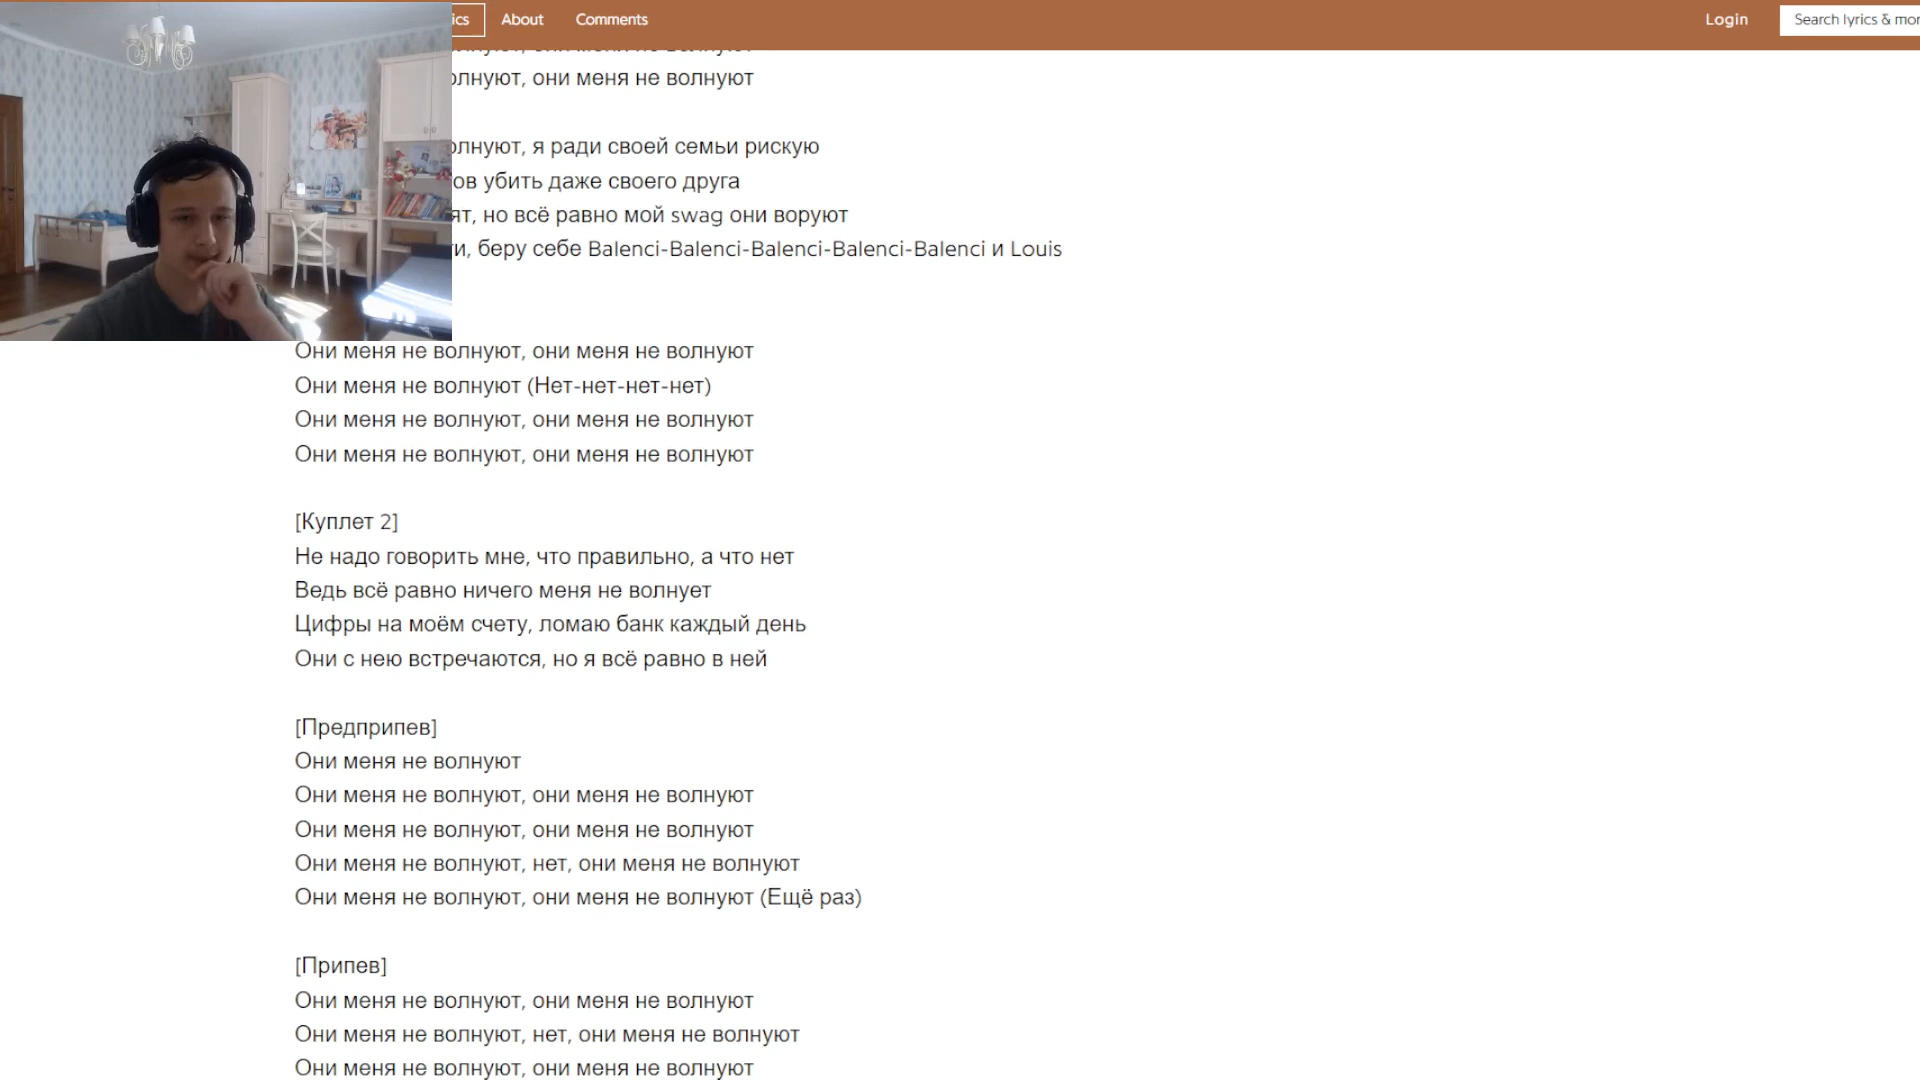 About
Comments
Login
Search lyrics &
они меня не волнуют
они меня не волнуют, я ради своей семьи рискую
убить даже своего друга
но всё равно мой swag они воруют
беру себе Balenci-Balenci-Balenci-Balenci-Balenci и Louis
Они меня не волнуют, они меня не волнуют
Они меня не волнуют (Нет-нет-нет-нет)
Они меня не волнуют, они меня не волнуют
Они меня не волнуют, они меня не волнуют
[Куплет 2]
Не надо говорить мне, что правильно, а что нет
Ведь всё равно ничего меня не волнует
Цифры на моём счету, ломаю банк каждый день
Они с нею встречаются, но я всё равно в ней
[Предприпев]
Они меня не волнуют
Они меня не волнуют, они меня не волнуют
Они меня не волнуют, они меня не волнуют
Они меня не волнуют, нет, они меня не волнуют
Они меня не волнуют, они меня не волнуют (Ещё раз)
[Припев]
Они меня не волнуют, они меня не волнуют
Они меня не волнуют, нет, они меня не волнуют
Они меня не волнуют, они меня не волнуют